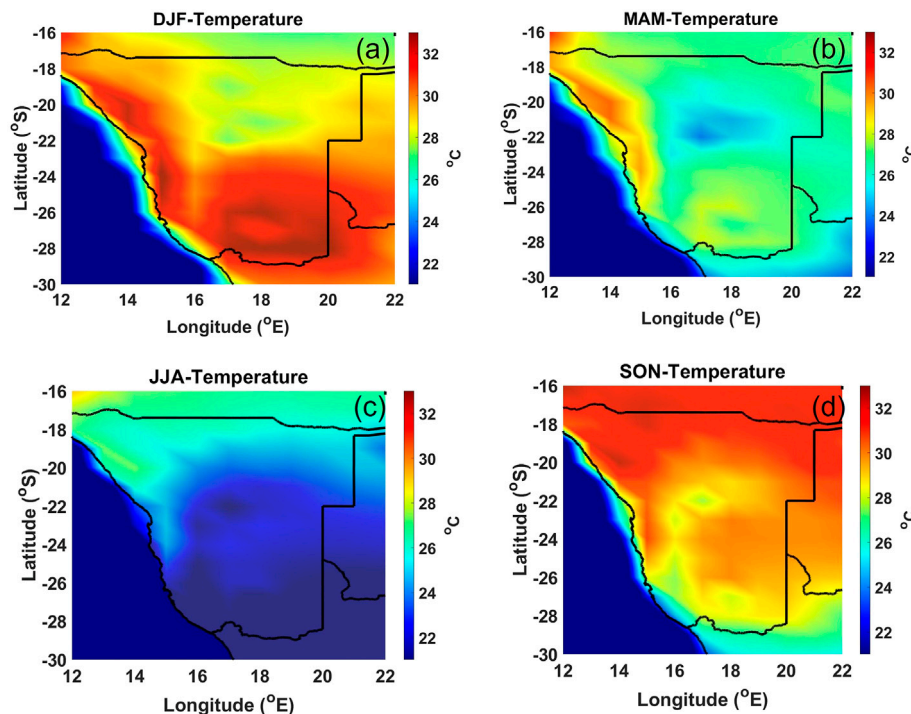 DJF-Temperature
(a)
-16
-18
-20
-22
-24
-26
-28
-30
12 14 16 18 20 22
Latitude (°S)
Longitude (°E)
32
30
28
26
24
22
°C
MAM-Temperature
(b)
-16
-18
-20
-22
-24
-26
-28
-30
12 14 16 18 20 22
Latitude (°S)
Longitude (°E)
32
30
28
26
24
22
°C
JJA-Temperature
(c)
-16
-18
-20
-22
-24
-26
-28
-30
12 14 16 18 20 22
Latitude (°S)
Longitude (°E)
32
30
28
26
24
22
°C
SON-Temperature
(d)
-16
-18
-20
-22
-24
-26
-28
-30
12 14 16 18 20 22
Latitude (°S)
Longitude (°E)
32
30
28
26
24
22
°C